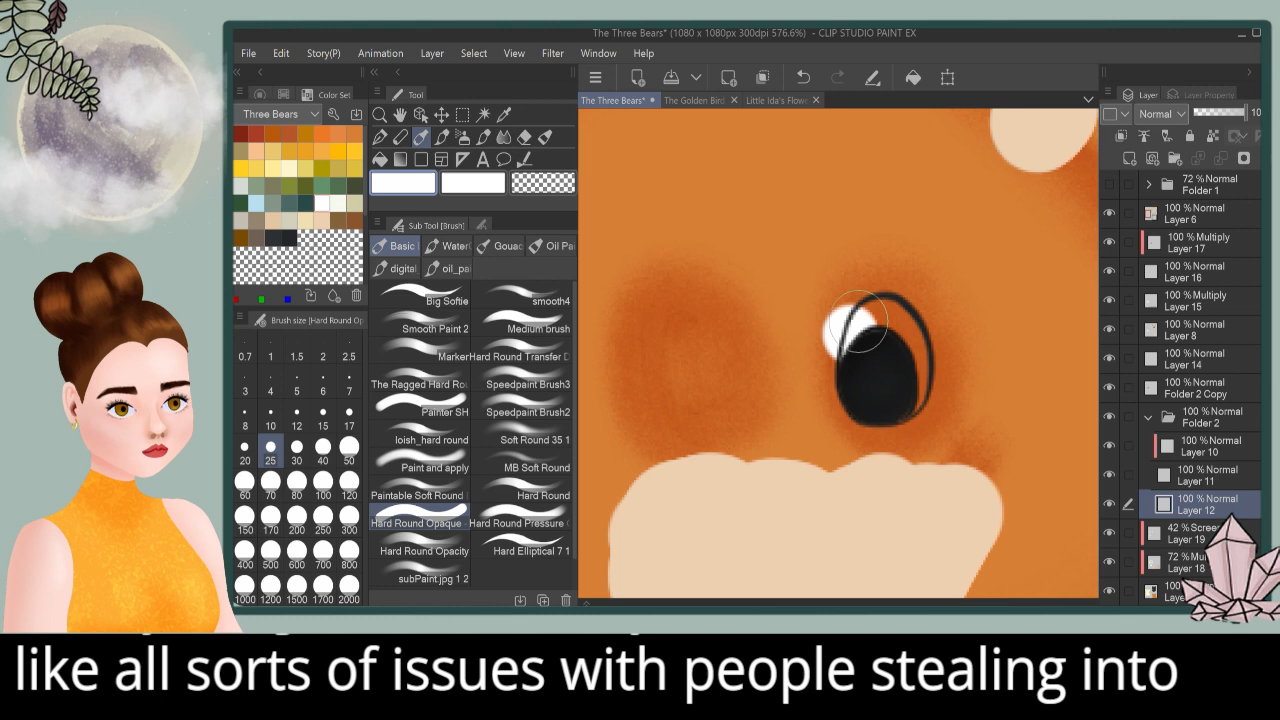 The Three Bears* (1080 x 1080px 300dpi 576.6%) - CLIP STUDIO PAINT EX
File Edit Story(P) Animation Layer Select View Filter Window Help
Color Set
Tool
The Three Bears*
The Golden Bird
Little Ida's Flow
Layer
Layer Property
Three Bears
Normal
10
Sub Tool [Brush]
Basic
Water
Gouac
Oil Pai
digital
oil_pa
Big Softie
smooth4
Smooth Paint 2
Medium brush
Marker
Hard Round Transfer
The Ragged Hard Ro
Speedpaint Brush3
Painter SH
Speedpaint Brush2
loish_hard round
Soft Round 35 1
Paint and apply
MB Soft Round
Paintable Soft Round
Hard Round
Hard Round Opaque
Hard Round Pressure
Hard Round Opacity
Hard Elliptical 7 1
subPaint.jpg 1 2
Brush size [Hard Round Op
0.7 1 1.5 2 2.5
3 4 5 6 7
8 10 12 15 17
20 25 30 40 50
60 70 80 100 120
150 170 200 250 300
400 500 600 700 800
1000 1200 1500 1700 2000
72 % Normal
Folder 1
100 % Normal
Layer 6
100 % Multiply
Layer 17
100 % Normal
Layer 16
100 % Multiply
Layer 15
100 % Normal
Layer 8
100 % Normal
Layer 14
100 % Normal
Folder 2 Copy
100 % Normal
Folder 2
100 % Normal
Layer 10
100 % Normal
Layer 11
100 % Normal
Layer 12
42 % Scree
Layer 19
72 % Mu
Layer 18
100
Laye
like all sorts of issues with people stealing into